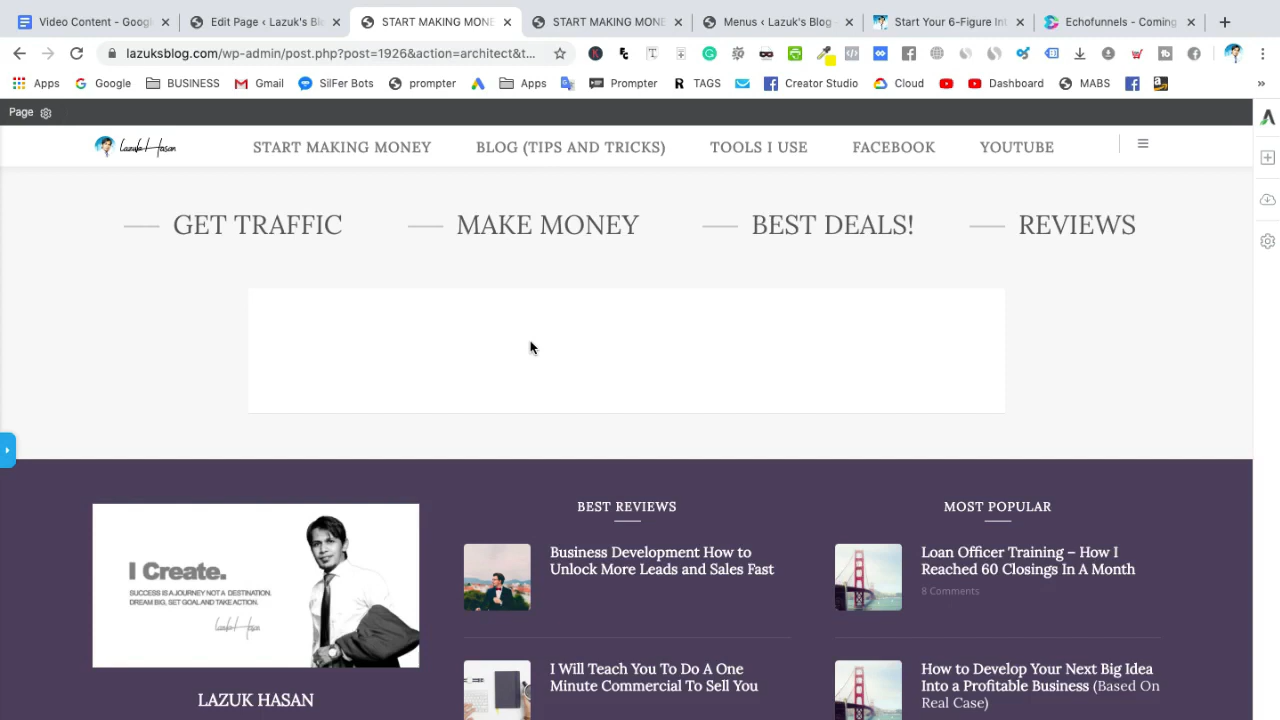 Video Content - Googl
Edit Page ‹ Lazuk's Bl
START MAKING MONE
START MAKING MONE
Menus ‹ Lazuk's Blog -
Start Your 6-Figure Int
Echofunnels - Coming
lazuksblog.com/wp-admin/post.php?post=1926&action=architect&t...
Apps
Google
BUSINESS
Gmail
SilFer Bots
prompter
Apps
Prompter
TAGS
Creator Studio
Cloud
Dashboard
MABS
»
Page
Lazuk Hasan
START MAKING MONEY
BLOG (TIPS AND TRICKS)
TOOLS I USE
FACEBOOK
YOUTUBE
GET TRAFFIC
MAKE MONEY
BEST DEALS!
REVIEWS
I Create.
SUCCESS IS A JOURNEY NOT A DESTINATION.
DREAM BIG, SET GOAL AND TAKE ACTION.
Lazuk Hasan
LAZUK HASAN
BEST REVIEWS
Business Development How to
Unlock More Leads and Sales Fast
I Will Teach You To Do A One
Minute Commercial To Sell You
MOST POPULAR
Loan Officer Training – How I
Reached 60 Closings In A Month
8 Comments
How to Develop Your Next Big Idea
Into a Profitable Business (Based On
Real Case)